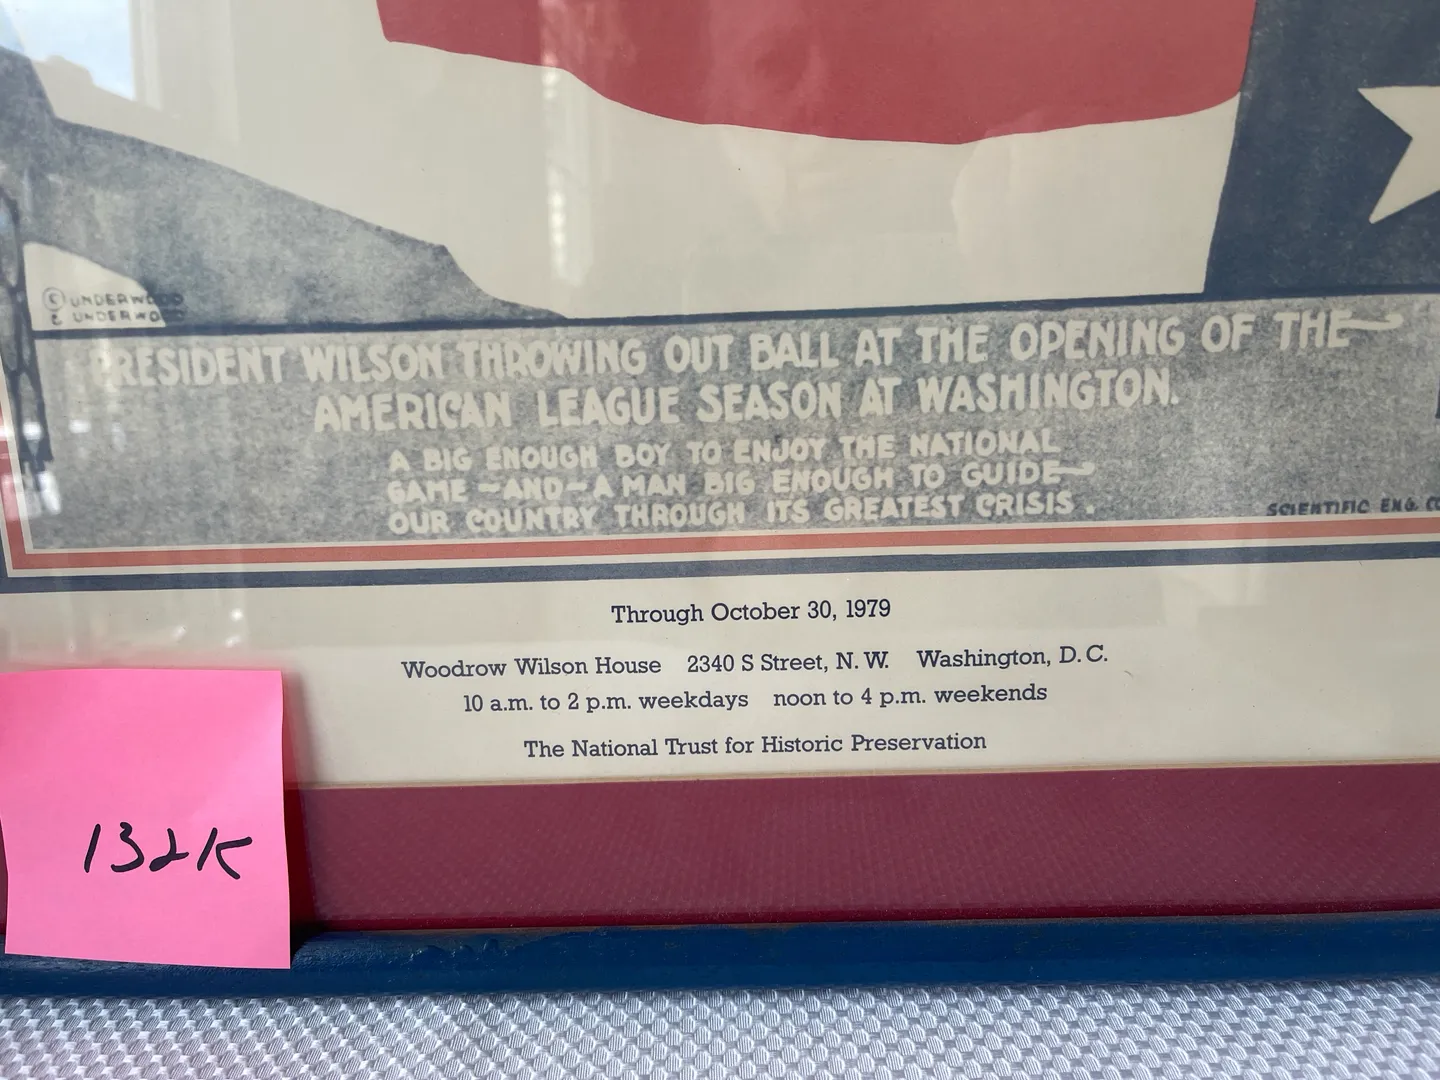 © UNDERWOOD
& UNDERWOOD
PRESIDENT WILSON THROWING OUT BALL AT THE OPENING OF THE
AMERICAN LEAGUE SEASON AT WASHINGTON.
A BIG ENOUGH BOY TO ENJOY THE NATIONAL
GAME ~AND~ A MAN BIG ENOUGH TO GUIDE
OUR COUNTRY THROUGH ITS GREATEST CRISIS.
SCIENTIFIC ENG. CO
Through October 30, 1979
Woodrow Wilson House 2340 S Street, N.W. Washington, D.C.
10 a.m. to 2 p.m. weekdays noon to 4 p.m. weekends
The National Trust for Historic Preservation
132K